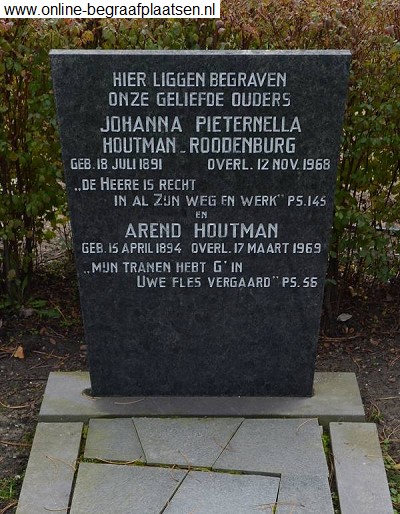 www.online-begraafplaatsen.nl
HIER LIGGEN BEGRAVEN
ONZE GELIEFDE OUDERS
JOHANNA PIETERNELLA
HOUTMAN-ROODENBURG
GEB. 18 JULI 1891 OVERL. 12 NOV. 1968
„DE HEERE IS RECHT
IN AL ZIJN WEG EN WERK" PS.145
EN
AREND HOUTMAN
GEB. 15 APRIL 1894 OVERL. 17 MAART 1969
„MIJN TRANEN HEBT G' IN
UWE FLES VERGAARD" PS.56